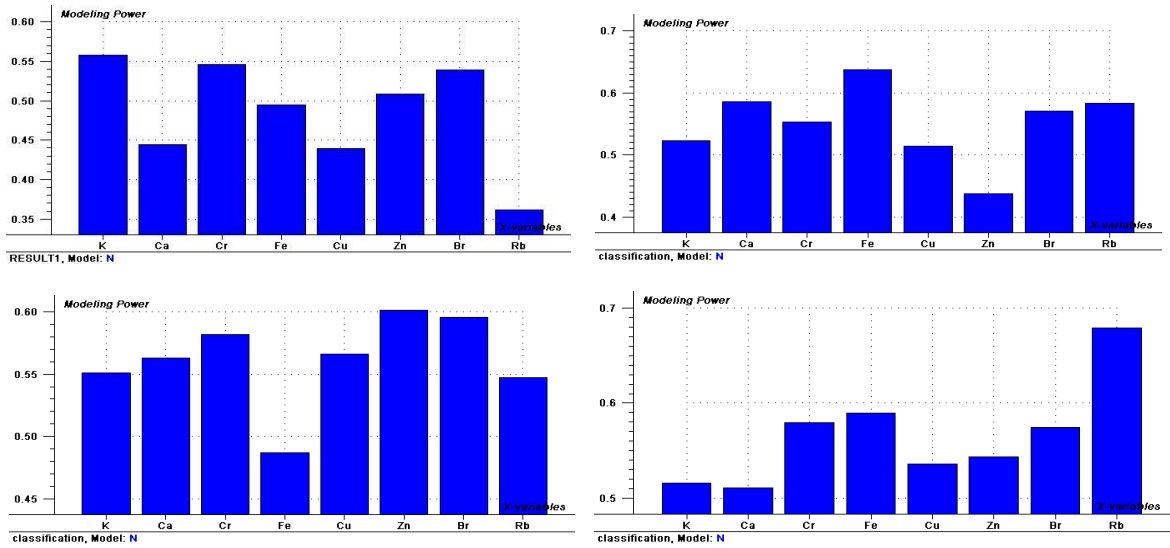 Modeling Power
0.60
0.55
0.50
0.45
0.40
0.35
X-variables
K Ca Cr Fe Cu Zn Br Rb
RESULT1, Model: N
Modeling Power
0.7
0.6
0.5
0.4
X-variables
K Ca Cr Fe Cu Zn Br Rb
classification, Model: N
Modeling Power
0.60
0.55
0.50
0.45
X-variables
K Ca Cr Fe Cu Zn Br Rb
classification, Model: N
Modeling Power
0.7
0.6
0.5
X-variables
K Ca Cr Fe Cu Zn Br Rb
classification, Model: N